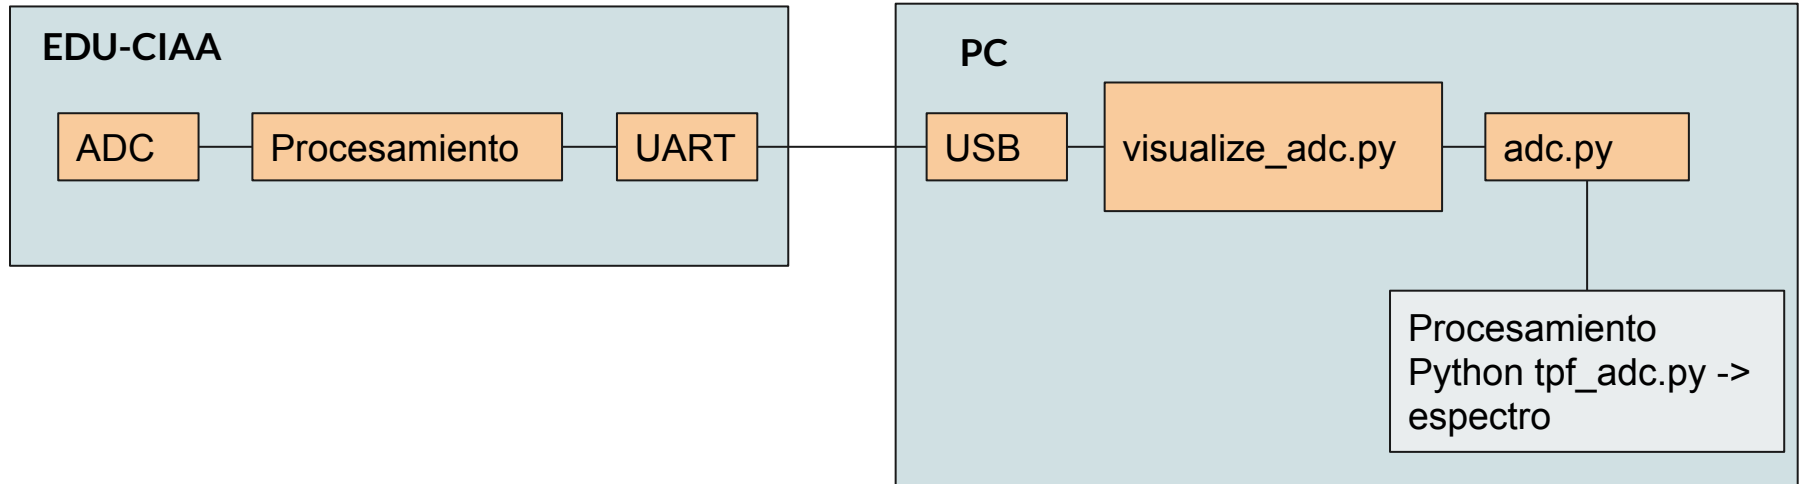 EDU-CIAA
ADC
Procesamiento
UART
PC
USB
visualize_adc.py
adc.py
Procesamiento
Python tpf_adc.py ->
espectro